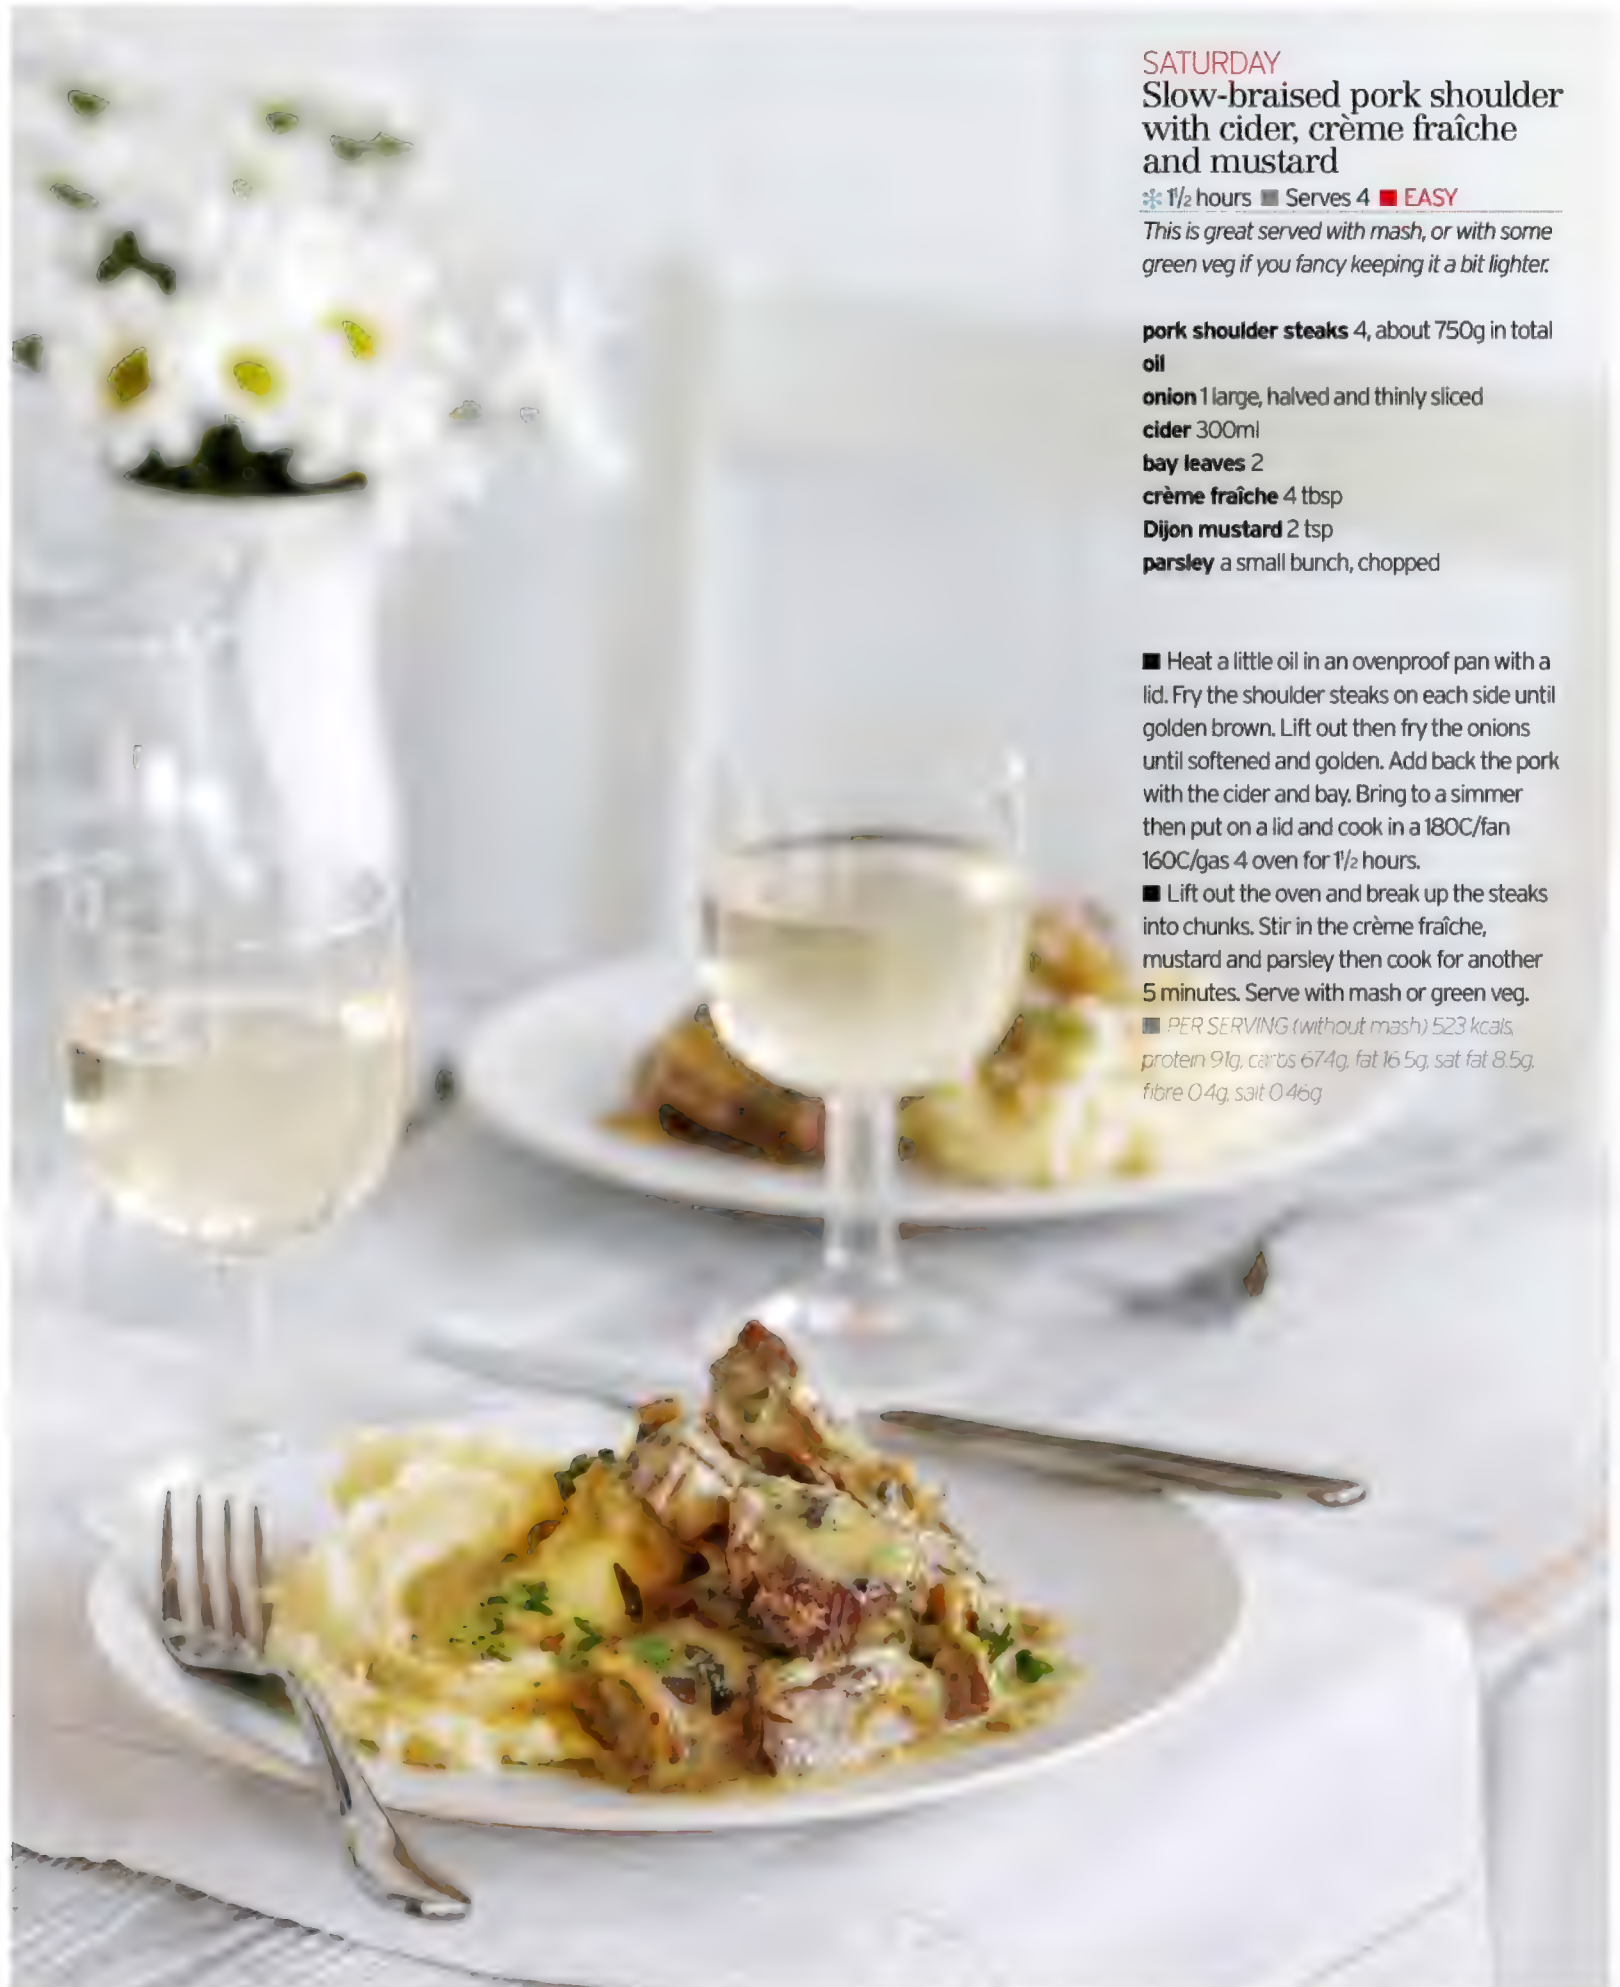 SATURDAY
Slow-braised pork shoulder
with cider, crème fraîche
and mustard
1½ hours ■ Serves 4 ■ EASY
This is great served with mash, or with some
green veg if you fancy keeping it a bit lighter.
pork shoulder steaks 4, about 750g in total
oil
onion 1 large, halved and thinly sliced
cider 300ml
bay leaves 2
crème fraîche 4 tbsp
Dijon mustard 2 tsp
parsley a small bunch, chopped
■ Heat a little oil in an ovenproof pan with a
lid. Fry the shoulder steaks on each side until
golden brown. Lift out then fry the onions
until softened and golden. Add back the pork
with the cider and bay. Bring to a simmer
then put on a lid and cook in a 180C/fan
160C/gas 4 oven for 1½ hours.
■ Lift out the oven and break up the steaks
into chunks. Stir in the crème fraîche,
mustard and parsley then cook for another
5 minutes. Serve with mash or green veg.
■ PER SERVING (without mash) 523 kcals,
protein 91g, carbs 674g, fat 16.5g, sat fat 8.5g,
fibre 0.4g, salt 0.46g